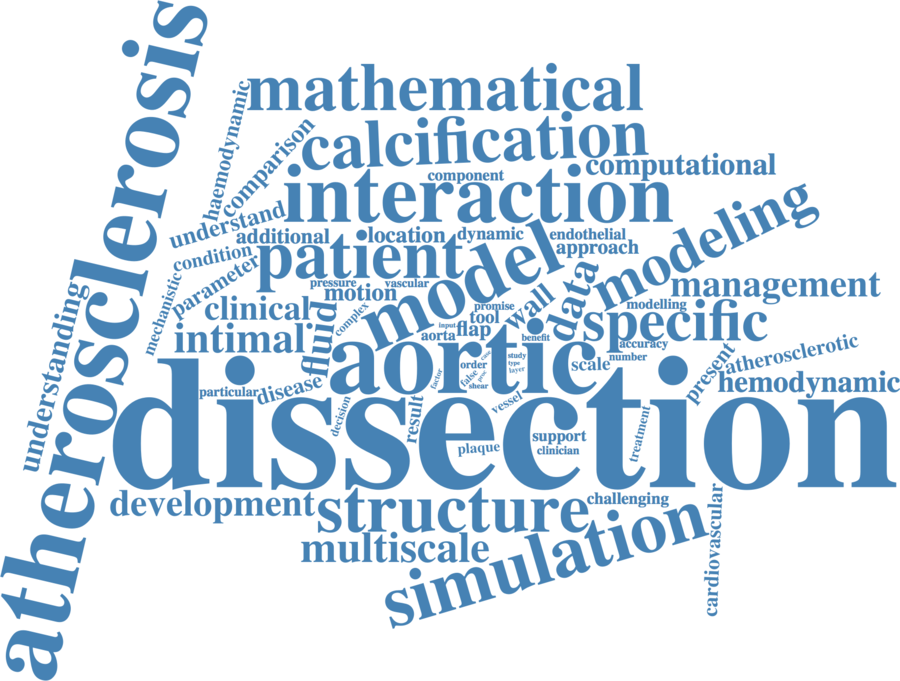 atherosclerosis
mathematical
haemodynamic
comparison
calcification
computational
component
interaction
understand
additional
location
dynamic
endothelial
approach
condition
patient
model
modeling
parameter
mechanistic
pressure
vascular
motion
management
data
wall
modelling
clinical
complex
promise
tool
specific
fluid
input
flap
aorta
benefit
intimal
aortic
accuracy
number
understanding
case
study
type
layer
order
false
shear
factor
scale
present
atherosclerotic
hemodynamic
particular
disease
dissection
decision
result
vessel
treatment
support
clinician
plaque
development
structure
challenging
multiscale
simulation
cardiovascular